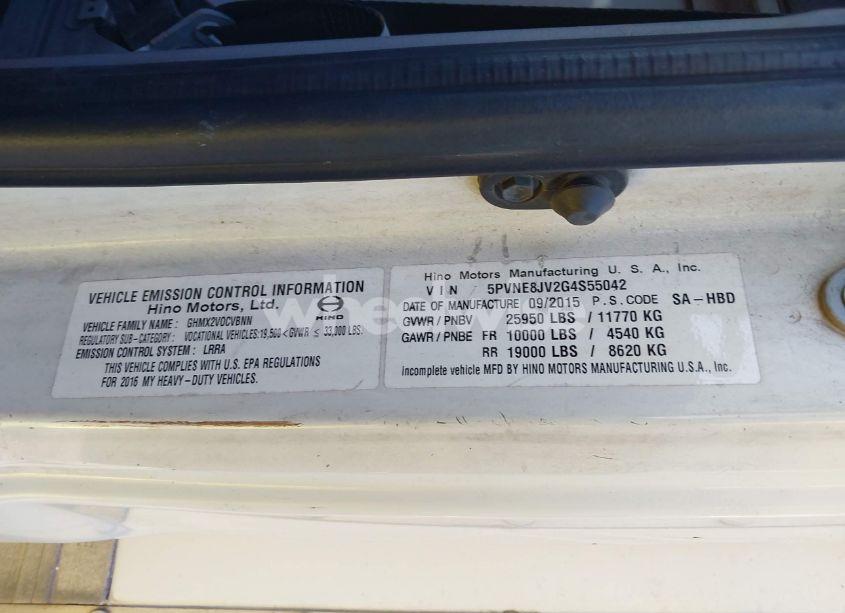 VEHICLE EMISSION CONTROL INFORMATION
Hino Motors, Ltd.
HINO
VEHICLE FAMILY NAME: GHMX2VOCVBNN
REGULATORY SUB-CATEGORY: VOCATIONAL VEHICLES:19,500<GVWR ≤ 33,000 LBS.
EMISSION CONTROL SYSTEM: LRRA
THIS VEHICLE COMPLIES WITH U.S. EPA REGULATIONS
FOR 2016 MY HEAVY-DUTY VEHICLES.
Hino Motors Manufacturing U. S. A., Inc.
VIN / 5PVNE8JV2G4S55042
DATE OF MANUFACTURE 09/2015 P.S.CODE SA-HBD
GVWR/PNBV 25950 LBS / 11770 KG
GAWR/PNBE FR 10000 LBS / 4540 KG
RR 19000 LBS / 8620 KG
incomplete vehicle MFD BY HINO MOTORS MANUFACTURING U.S.A., Inc.